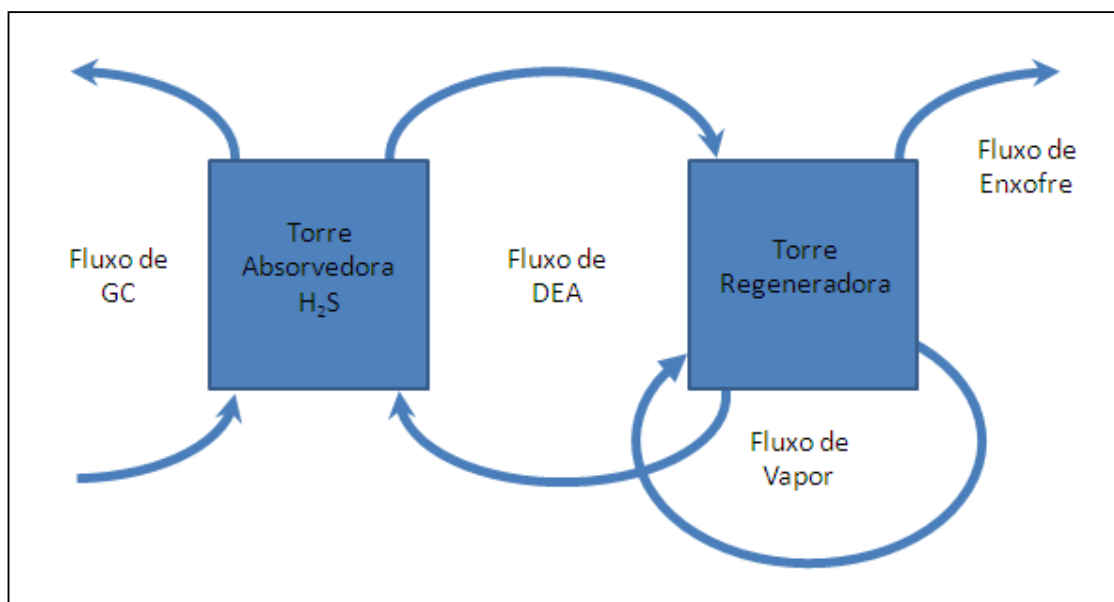 Fluxo de
GC
Torre
Absorvedora
H₂S
Fluxo de
DEA
Torre
Regeneradora
Fluxo de
Enxofre
Fluxo de
Vapor